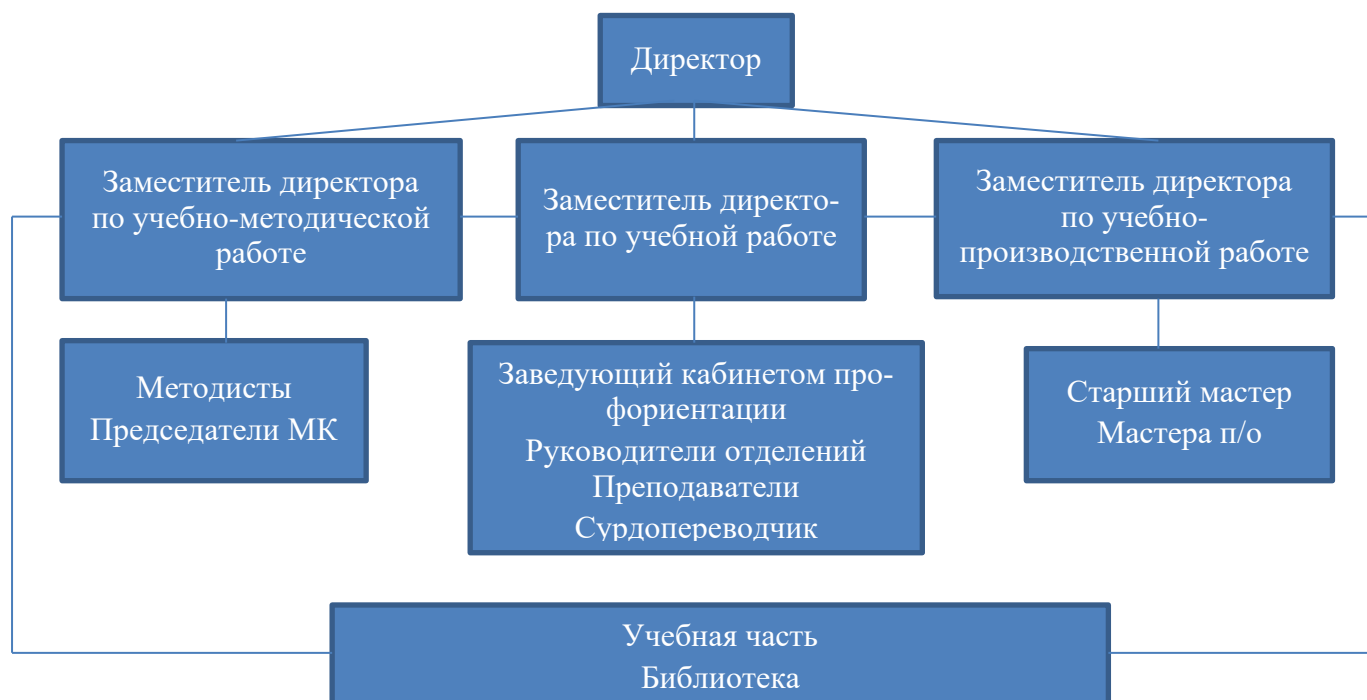 Директор
Заместитель директора
по учебно-методической
работе
Заместитель директо-
ра по учебной работе
Заместитель директора
по учебно-
производственной работе
Методисты
Председатели МК
Заведующий кабинетом про-
фориентации
Руководители отделений
Преподаватели
Сурдопереводчик
Старший мастер
Мастера п/о
Учебная часть
Библиотека